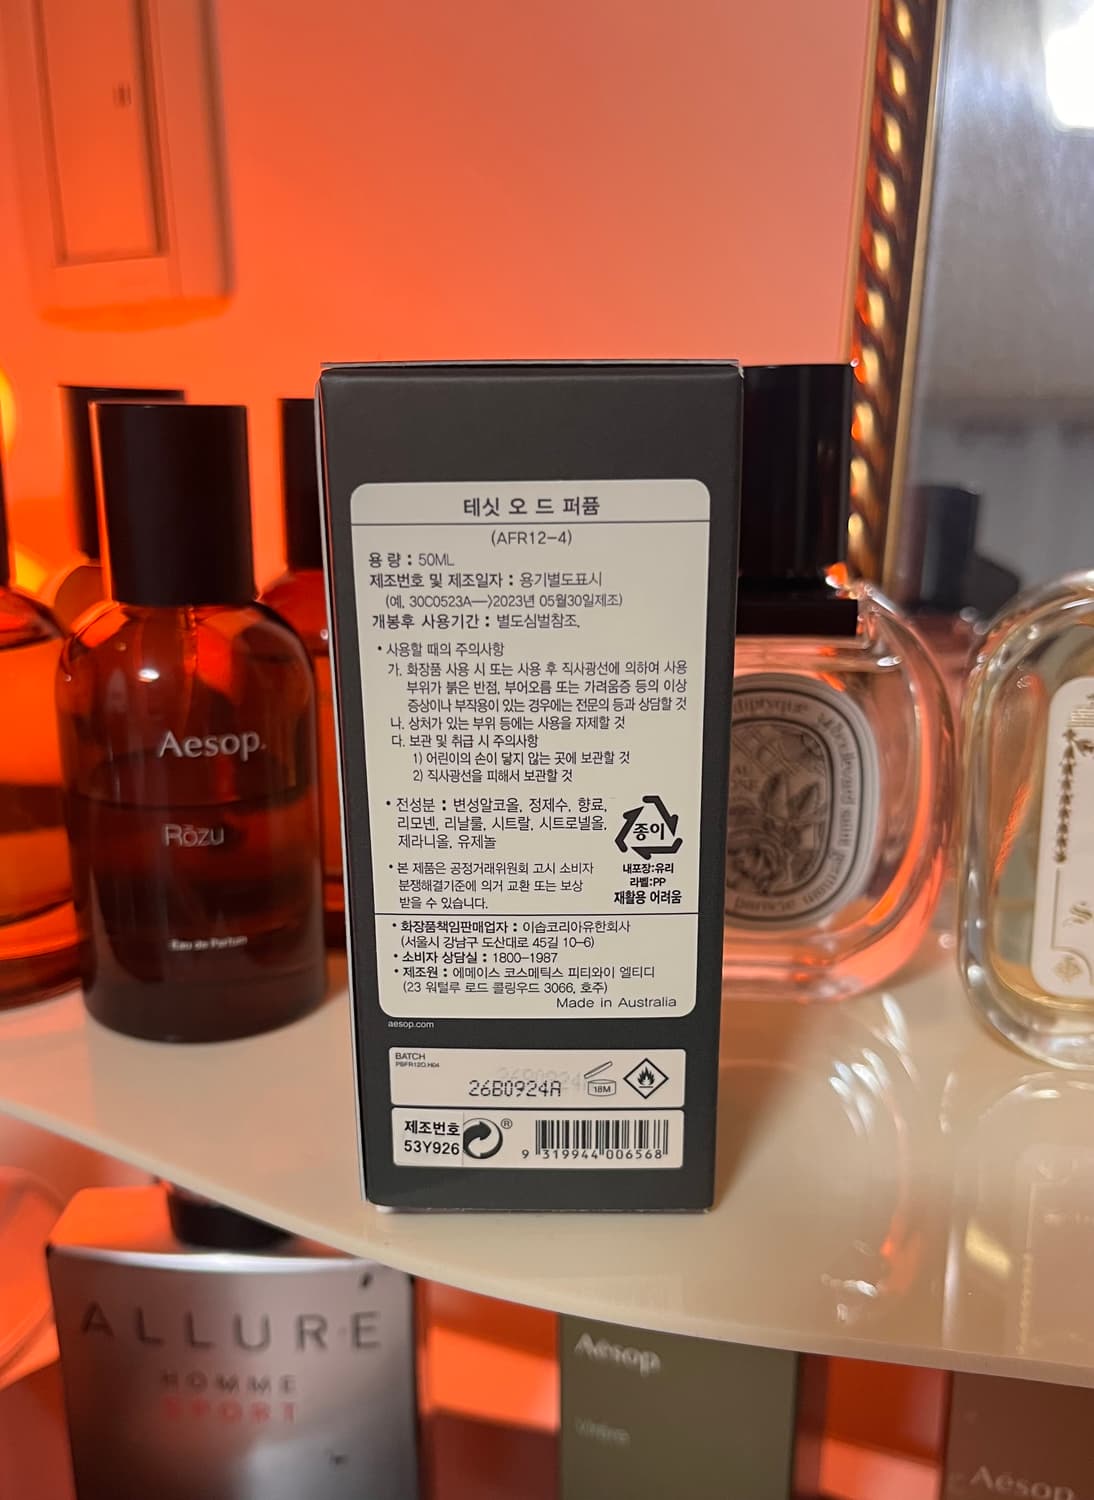 테싯 오 드 퍼퓸
(AFR12-4)
용 량 : 50ML
제조번호 및 제조일자 : 용기별도표시
(예, 30C0523A—>2023년 05월30일제조)
개봉후 사용기간 : 별도심벌참조.
• 사용할 때의 주의사항
가. 화장품 사용 시 또는 사용 후 직사광선에 의하여 사용
부위가 붉은 반점, 부어오름 또는 가려움증 등의 이상
증상이나 부작용이 있는 경우에는 전문의 등과 상담할 것
나. 상처가 있는 부위 등에는 사용을 자제할 것
다. 보관 및 취급 시 주의사항
1) 어린이의 손이 닿지 않는 곳에 보관할 것
2) 직사광선을 피해서 보관할 것
• 전성분 : 변성알코올, 정제수, 향료,
리모넨, 리날룰, 시트랄, 시트로넬올,
제라니올, 유제놀
종이
내포장:유리
라벨:PP
재활용 어려움
• 본 제품은 공정거래위원회 고시 소비자
분쟁해결기준에 의거 교환 또는 보상
받을 수 있습니다.
• 화장품책임판매업자 : 이솝코리아유한회사
(서울시 강남구 도산대로 45길 10-6)
• 소비자 상담실 : 1800-1987
• 제조원 : 에메이스 코스메틱스 피티와이 엘티디
(23 워털루 로드 콜링우드 3066, 호주)
Made in Australia
aesop.com
BATCH
PBFR12O.H04
26B0924A
18M
제조번호
53Y926
®
9 319944 006568
Aesop.
Rōzu
Eau de Parfum
diptyque
ALLURE
HOMME
SPORT
Aesop.
Aesop